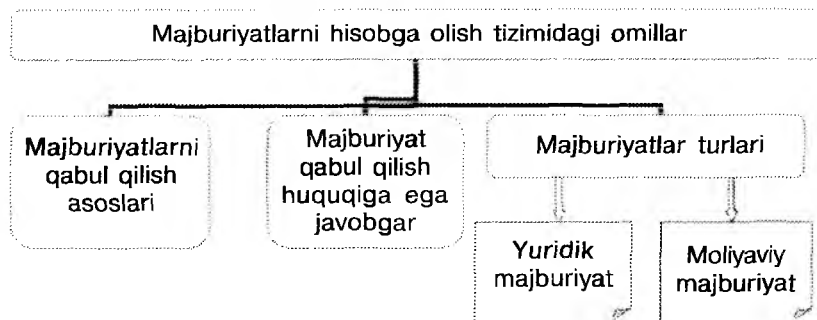 Majburiyatlarni hisobga olish tizimidagi omillar
Majburiyatlarni
qabul qilish
asoslari
Majburiyat
qabul qilish
huquqiga ega
javobgar
Majburiyatlar turlari
Yuridik
majburiyat
Moliyaviy
majburiyat